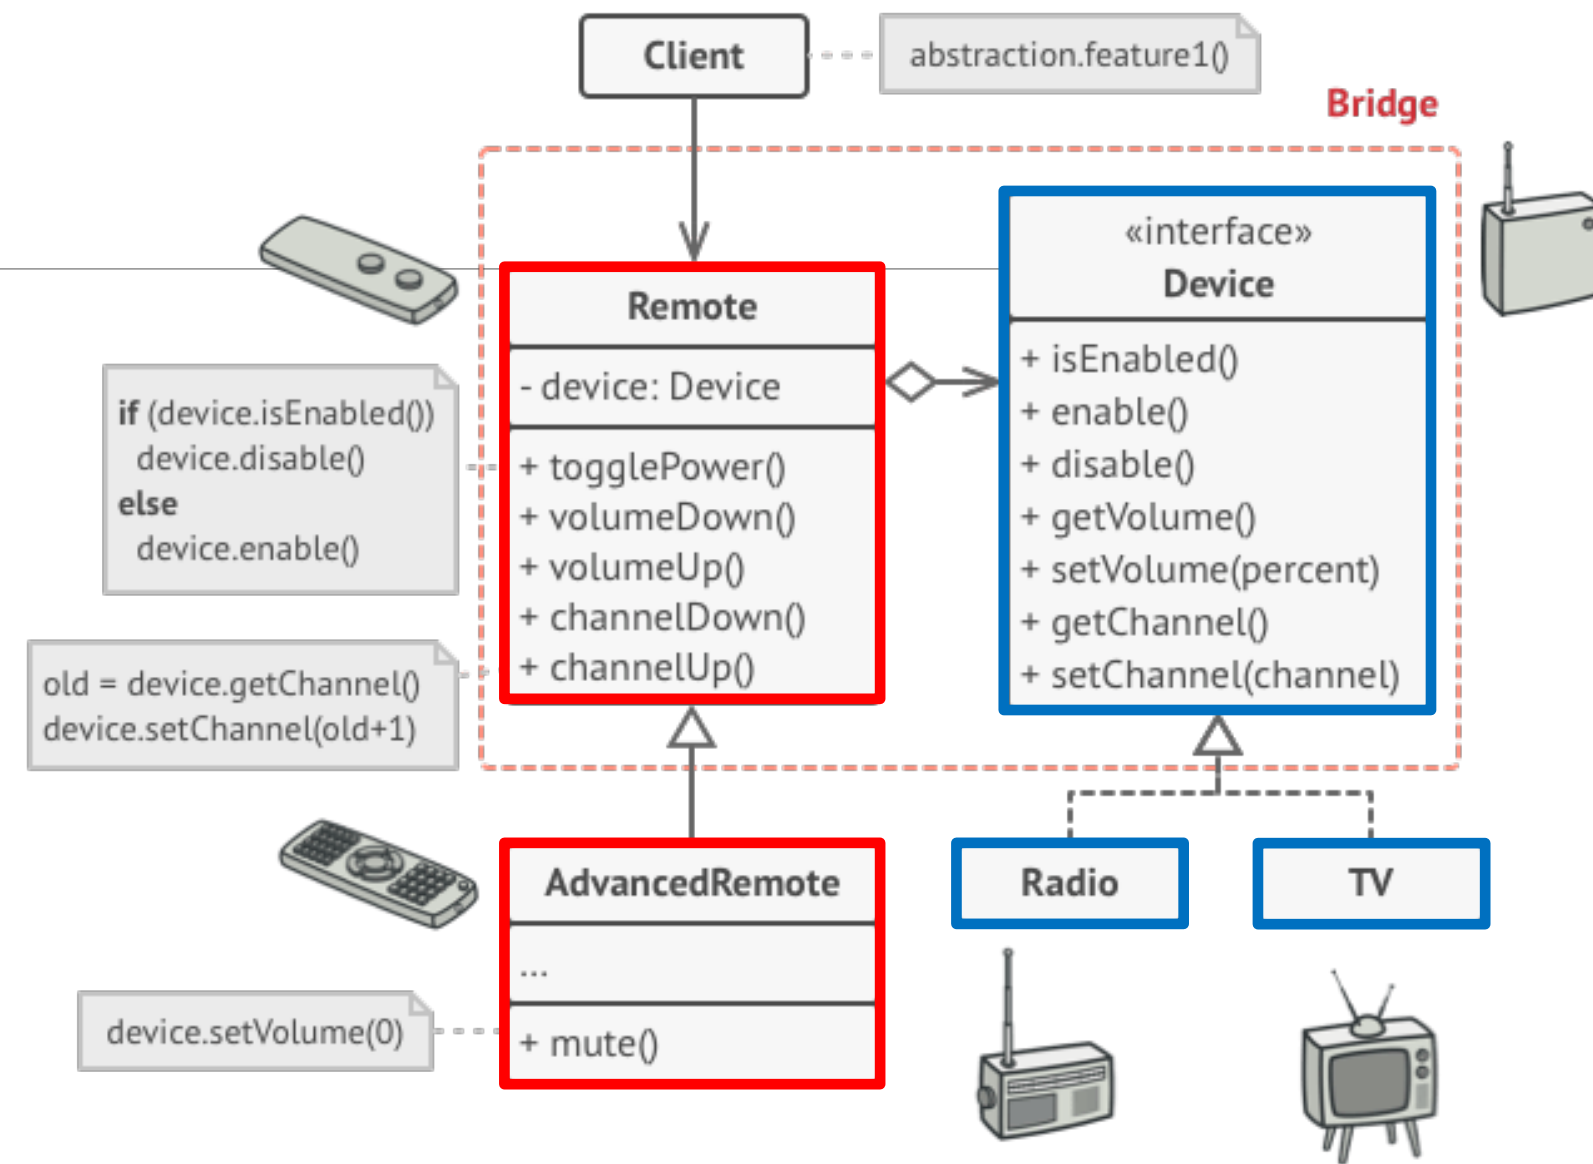 Client
abstraction.feature1()
Bridge
«interface»
Device
+ isEnabled()
+ enable()
+ disable()
+ getVolume()
+ setVolume(percent)
+ getChannel()
+ setChannel(channel)
Remote
- device: Device
+ togglePower()
+ volumeDown()
+ volumeUp()
+ channelDown()
+ channelUp()
if (device.isEnabled())
device.disable()
else
device.enable()
old = device.getChannel()
device.setChannel(old+1)
AdvancedRemote
...
+ mute()
device.setVolume(0)
Radio
TV